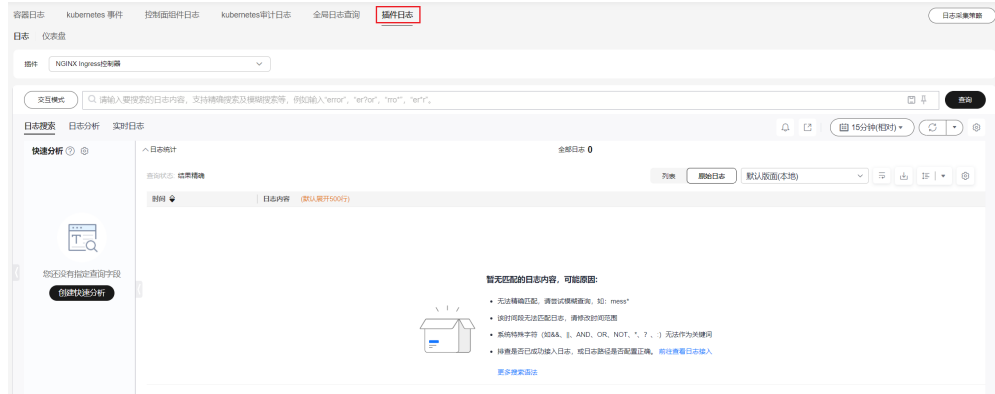 容器日志 kubernetes 事件 控制面组件日志 kubernetes审计日志 全局日志查询 插件日志 日志采集策略
日志 仪表盘
插件 NGINX Ingress控制器
交互模式 请输入要搜索的日志内容，支持精确搜索及模糊搜索等，例如输入"error"，"er?or"，"rro*"，"er*r"。 查询
日志搜索 日志分析 实时日志 15分钟(相对)
快速分析 日志统计 全部日志 0
查询状态: 结果精确 列表 原始日志 默认版面(本地)
时间 日志内容 (默认展开500行)
您还没有指定查询字段
创建快速分析
暂无匹配的日志内容，可能原因:
• 无法精确匹配，请尝试模糊查询，如：mess*
• 该时间段无法匹配日志，请修改时间范围
• 系统特殊字符（如&&、||、AND、OR、NOT、*、?、:）无法作为关键词
• 排查是否已成功接入日志，或日志路径是否配置正确。 前往查看日志接入
更多搜索语法